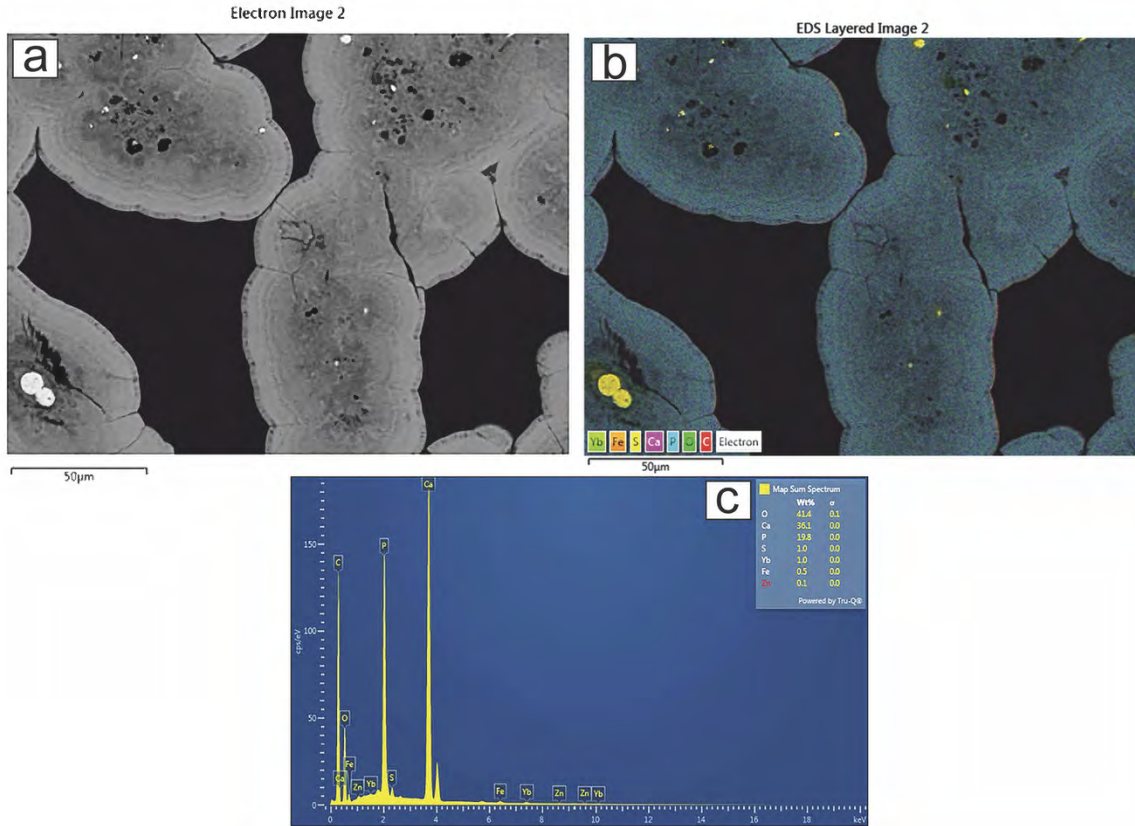 Electron Image 2
EDS Layered Image 2
a
b
Yb Fe S Ca P O C Electron
50µm
50µm
c
Map Sum Spectrum
Wt% σ
O 41.4 0.1
Ca 36.1 0.0
P 19.8 0.0
S 1.0 0.0
Yb 1.0 0.0
Fe 0.5 0.0
Zn 0.1 0.0
Powered by Tru-Q®
cps/eV
150
100
50
0
Ca
C
P
O
Fe
Ca
Zn
Yb
S
Fe
Yb
Zn
Zn
Yb
0 2 4 6 8 10 12 14 16 18 keV